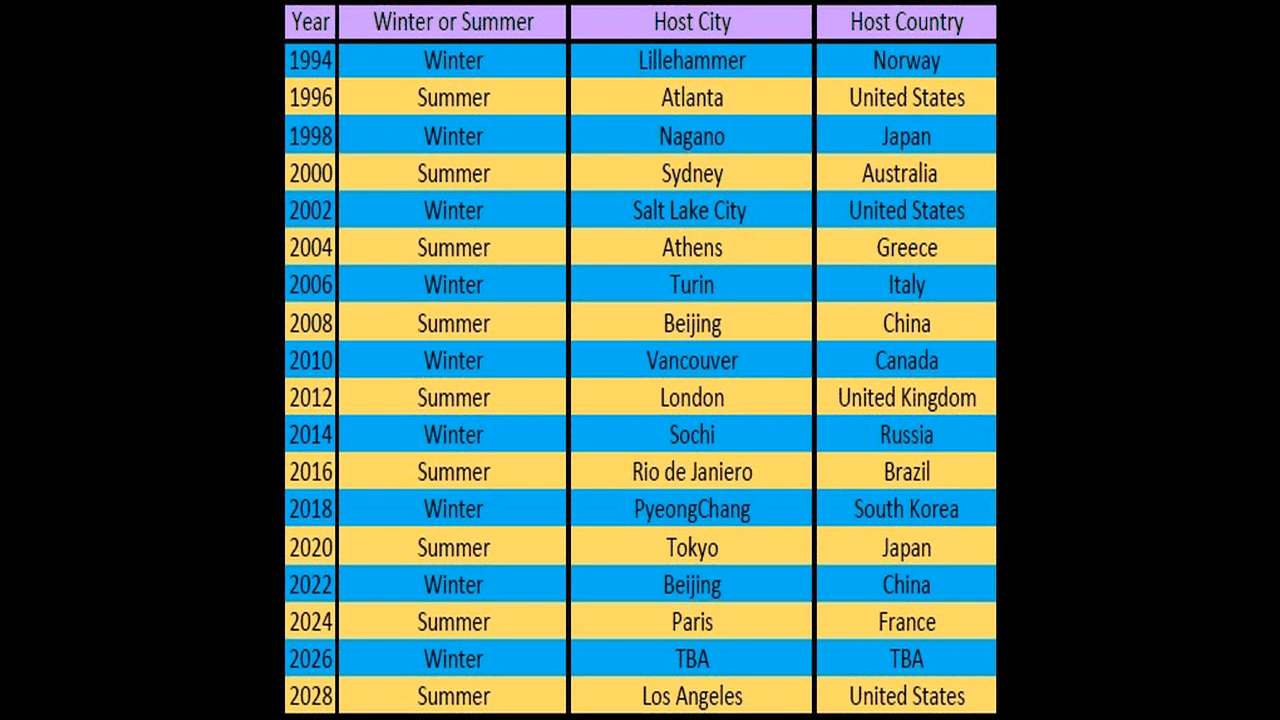 Year Winter or Summer Host City Host Country
1994 Winter Lillehammer Norway
1996 Summer Atlanta United States
1998 Winter Nagano Japan
2000 Summer Sydney Australia
2002 Winter Salt Lake City United States
2004 Summer Athens Greece
2006 Winter Turin Italy
2008 Summer Beijing China
2010 Winter Vancouver Canada
2012 Summer London United Kingdom
2014 Winter Sochi Russia
2016 Summer Rio de Janiero Brazil
2018 Winter PyeongChang South Korea
2020 Summer Tokyo Japan
2022 Winter Beijing China
2024 Summer Paris France
2026 Winter TBA TBA
2028 Summer Los Angeles United States